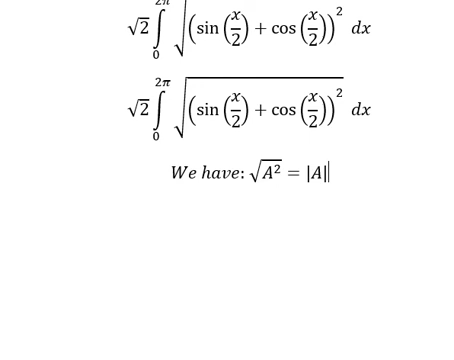 √2 ∫₀^2π √(sin(x/2) + cos(x/2))² dx
√2 ∫₀^2π √(sin(x/2) + cos(x/2))² dx
We have: √A² = |A|